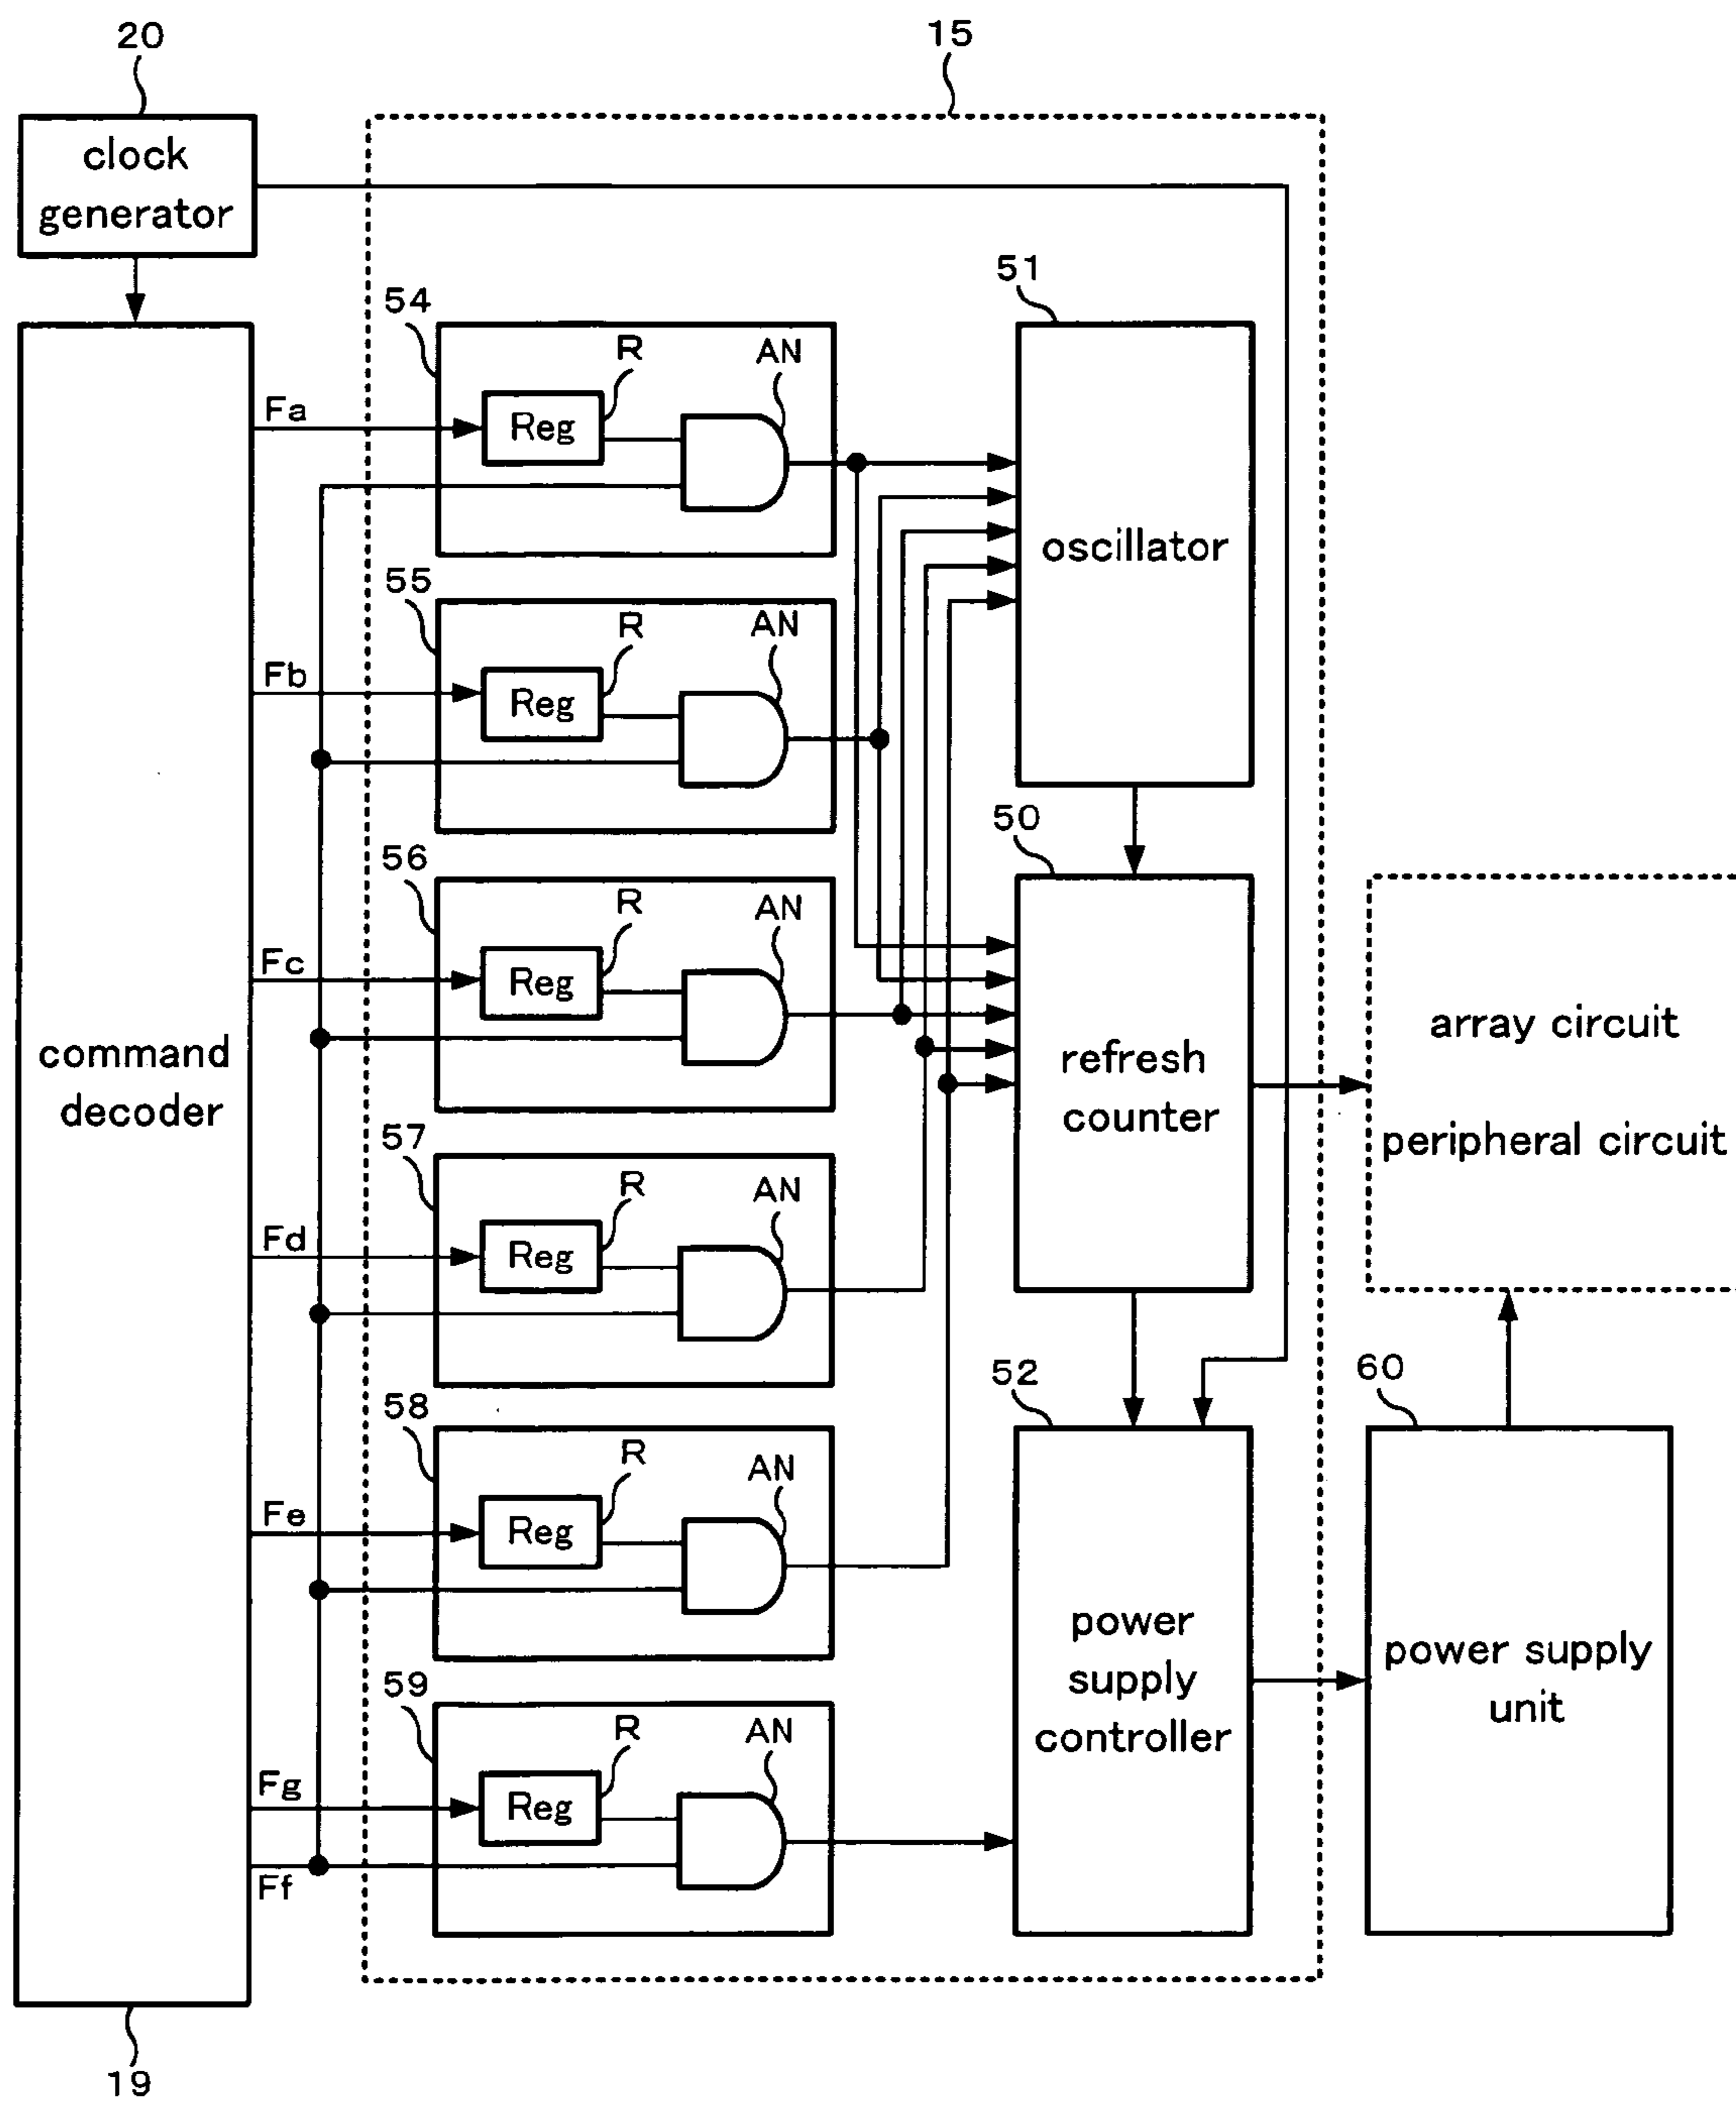 20
15
clock
generator
51
54
R
AN
Fa
Reg
oscillator
55
R
AN
Fb
Reg
50
56
R
AN
Fc
Reg
command
decoder
refresh
counter
array circuit
peripheral circuit
57
R
AN
Fd
Reg
52
60
58
R
AN
Fe
Reg
power
supply
controller
power supply
unit
59
R
AN
Fg
Reg
Ff
19